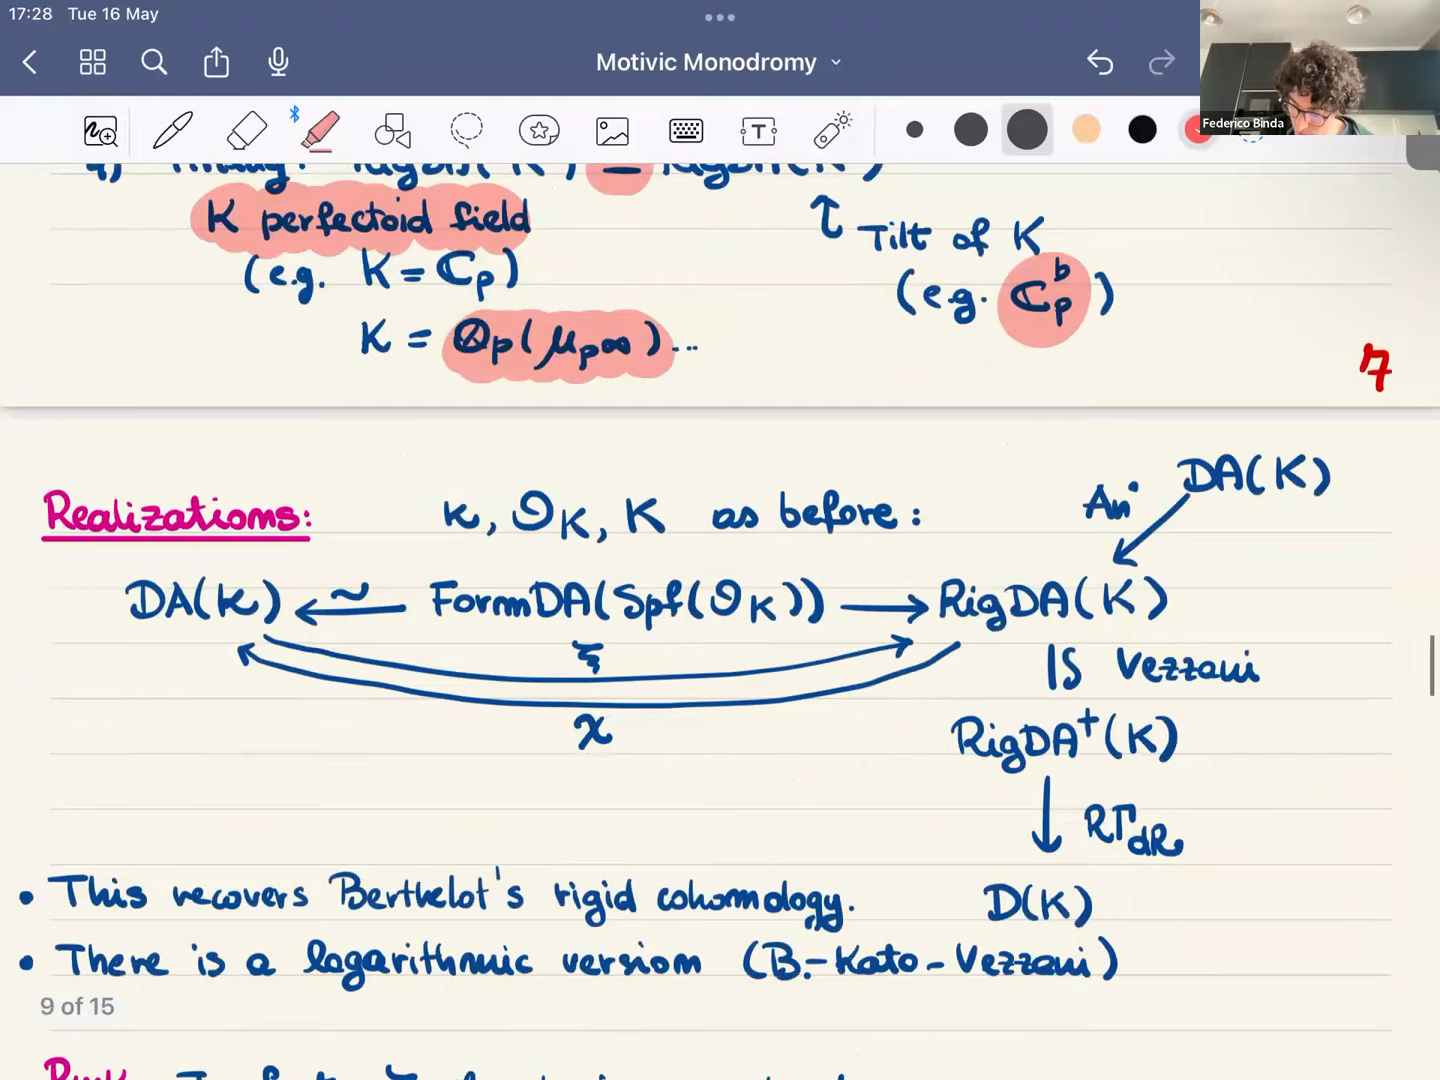 17:28 Tue 16 May
Motivic Monodromy
Federico Binda
K perfectoid field
(e.g. K = ℂp)
K = ℚp(μp∞)...
Tilt of K
(e.g. ℂp♭)
7
Realizations: κ, 𝒪K, K as before:
An• DA(K)
DA(κ) ←~ FormDA(Spf(𝒪K)) → RigDA(K)
ξ
χ
IS Vezzani
RigDA†(K)
↓ RΓdR
D(K)
• This recovers Berthelot's rigid cohomology.
• There is a logarithmic version (B.-Kato-Vezzani)
9 of 15